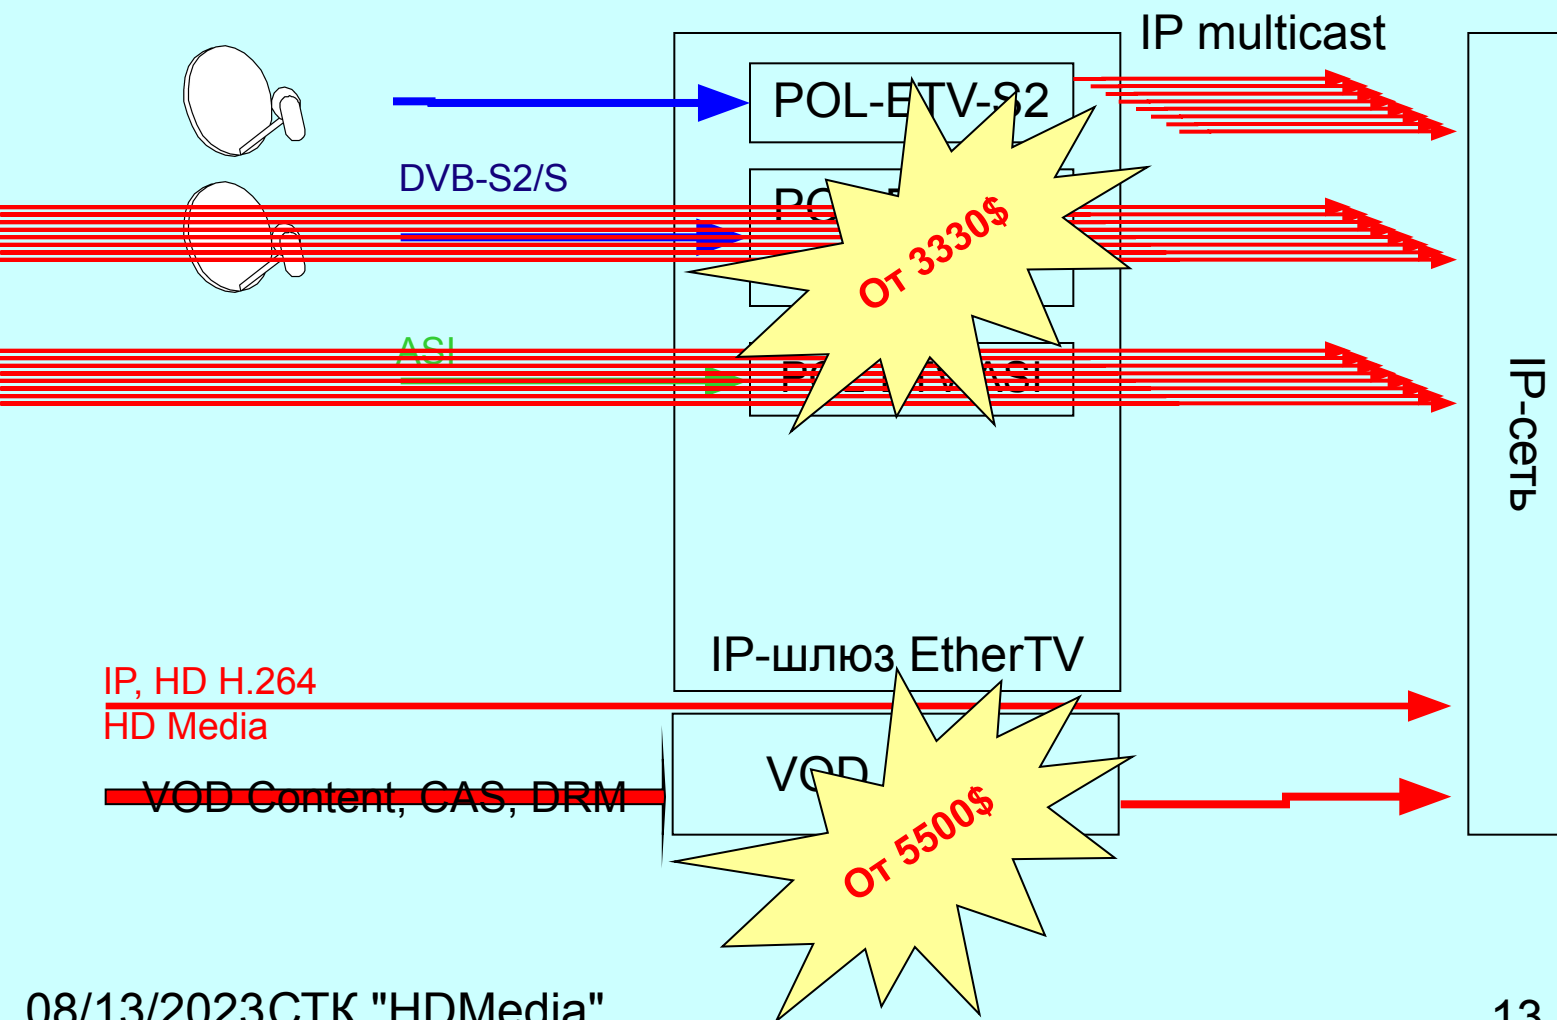 IP multicast
POL-ETV-S2
DVB-S2/S
От 3330$
ASI
IP-сеть
IP-шлюз EtherTV
IP, HD H.264
HD Media
VOD
VOD Content, CAS, DRM
От 5500$
08/13/2023СТК "HDMedia"
13